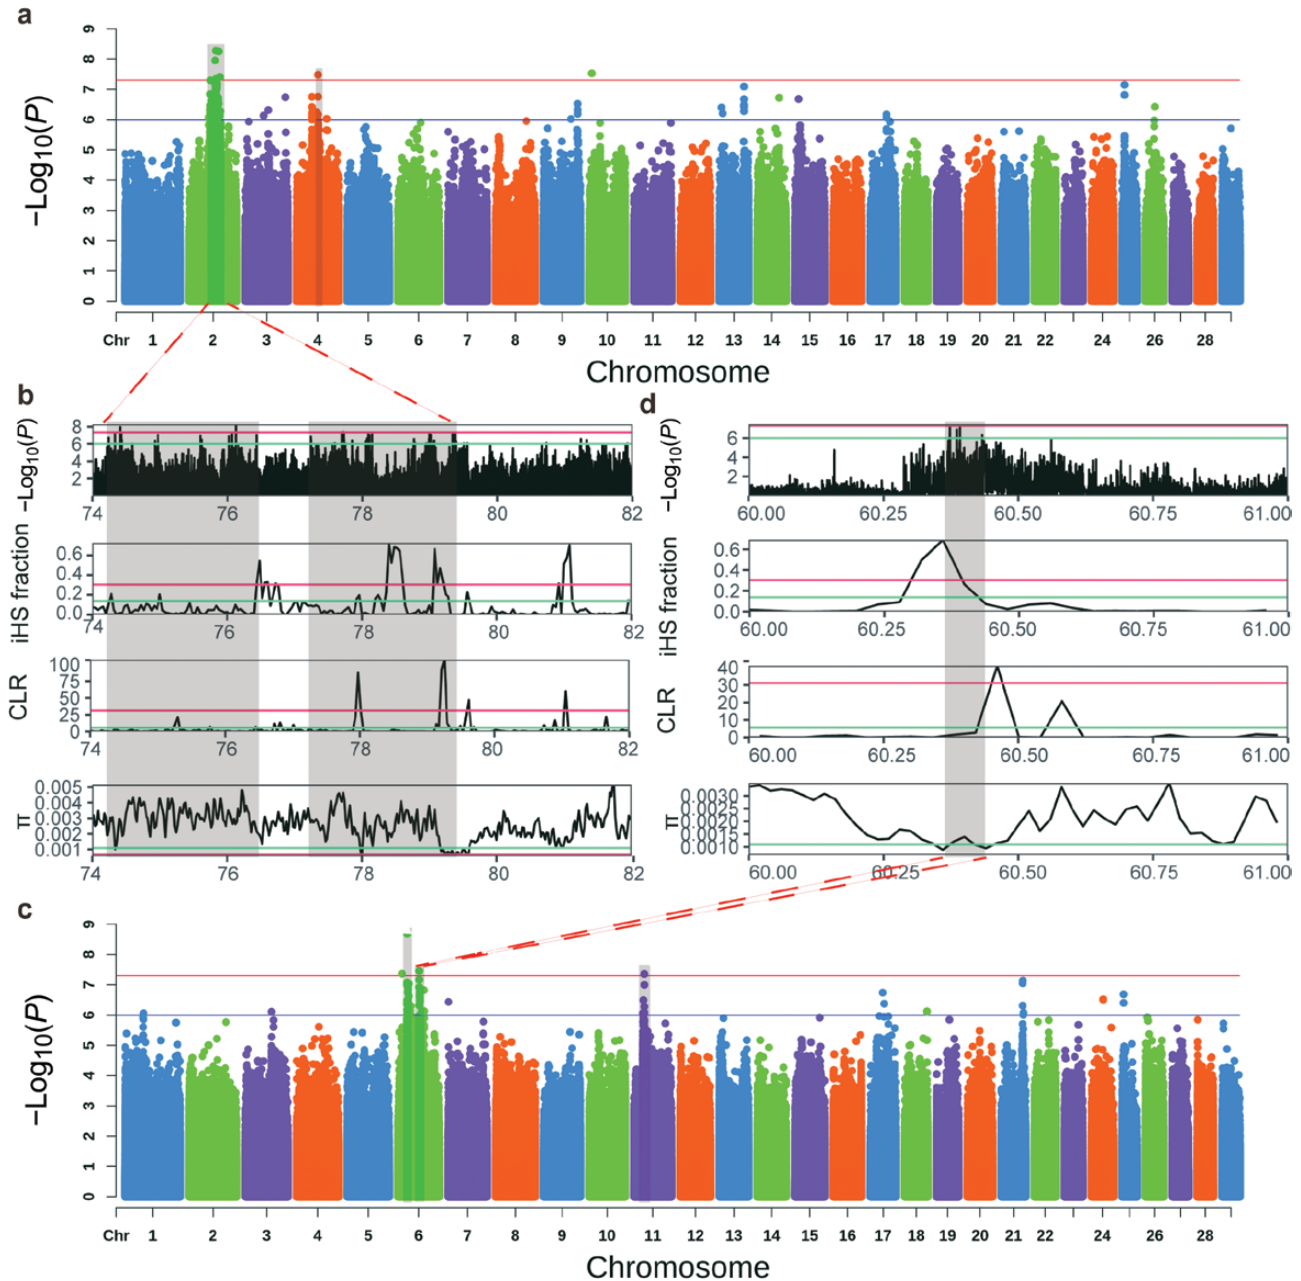 a
−Log10(P)
9
8
7
6
5
4
3
2
1
0
Chr 1 2 3 4 5 6 7 8 9 10 11 12 13 14 15 16 17 18 19 20 21 22 24 26 28
Chromosome
b
−Log10(P)
8
6
4
2
74 76 78 80 82
iHS fraction
0.6
0.4
0.2
0.0
74 76 78 80 82
CLR
100
75
50
25
0
74 76 78 80 82
π
0.005
0.004
0.003
0.002
0.001
74 76 78 80 82
d
−Log10(P)
6
4
2
60.00 60.25 60.50 60.75 61.00
iHS fraction
0.6
0.4
0.2
0.0
60.00 60.25 60.50 60.75 61.00
CLR
40
30
20
10
0
60.00 60.25 60.50 60.75 61.00
π
0.0030
0.0025
0.0020
0.0015
0.0010
60.00 60.25 60.50 60.75 61.00
c
−Log10(P)
9
8
7
6
5
4
3
2
1
0
Chr 1 2 3 4 5 6 7 8 9 10 11 12 13 14 15 16 17 18 19 20 21 22 24 26 28
Chromosome